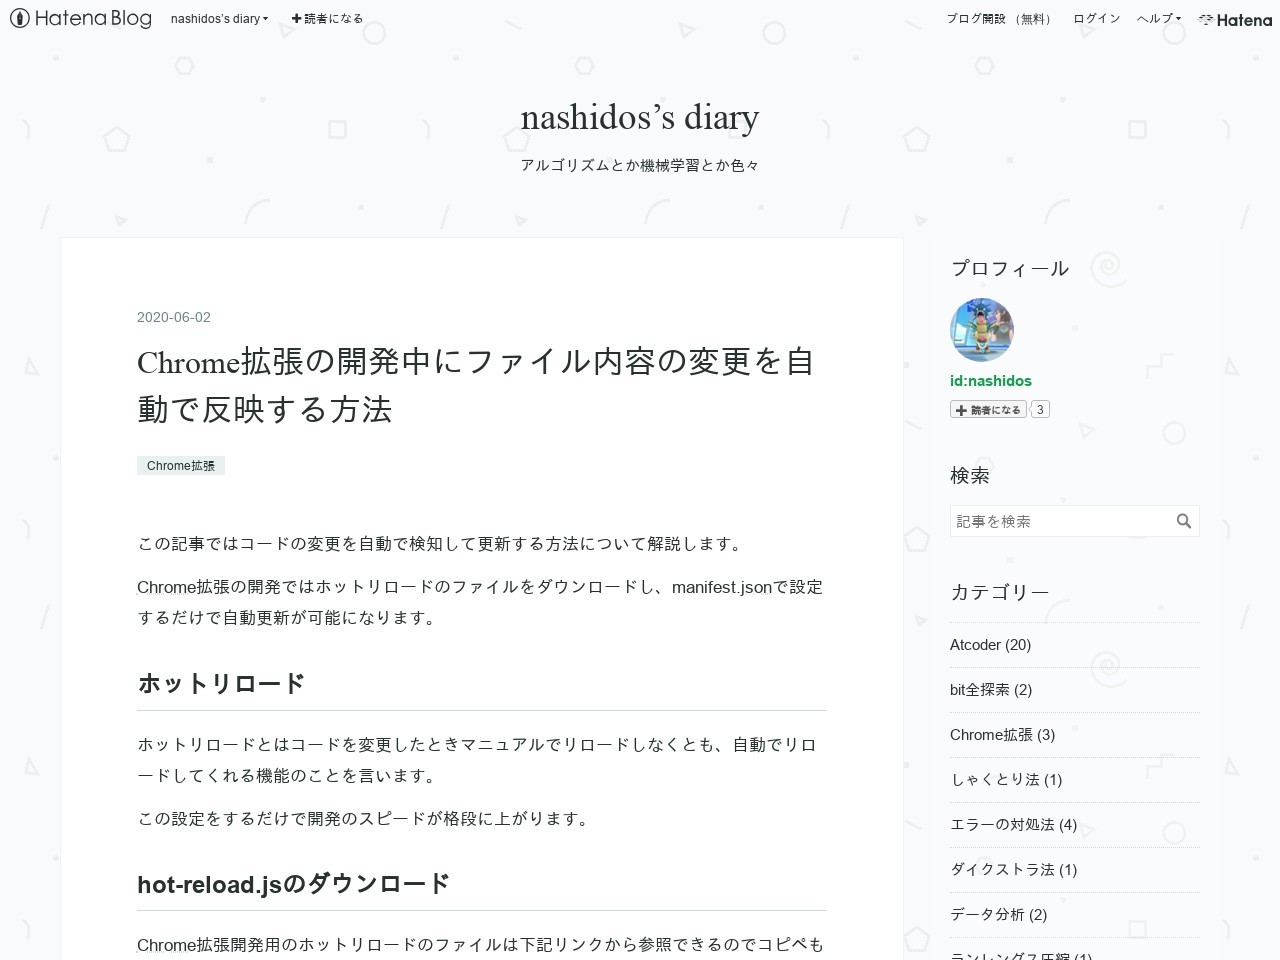 Hatena Blog
nashidos's diary
読者になる
ブログ開設 （無料）
ログイン
ヘルプ
Hatena
nashidos’s diary
アルゴリズムとか機械学習とか色々
2020-06-02
Chrome拡張の開発中にファイル内容の変更を自
動で反映する方法
Chrome拡張
この記事ではコードの変更を自動で検知して更新する方法について解説します。
Chrome拡張の開発ではホットリロードのファイルをダウンロードし、manifest.jsonで設定
するだけで自動更新が可能になります。
ホットリロード
ホットリロードとはコードを変更したときマニュアルでリロードしなくとも、自動でリロ
ードしてくれる機能のことを言います。
この設定をするだけで開発のスピードが格段に上がります。
hot-reload.jsのダウンロード
Chrome拡張開発用のホットリロードのファイルは下記リンクから参照できるのでコピペも
プロフィール
id:nashidos
読者になる 3
検索
記事を検索
カテゴリー
Atcoder (20)
bit全探索 (2)
Chrome拡張 (3)
しゃくとり法 (1)
エラーの対処法 (4)
ダイクストラ法 (1)
データ分析 (2)
ランレングス圧縮 (1)